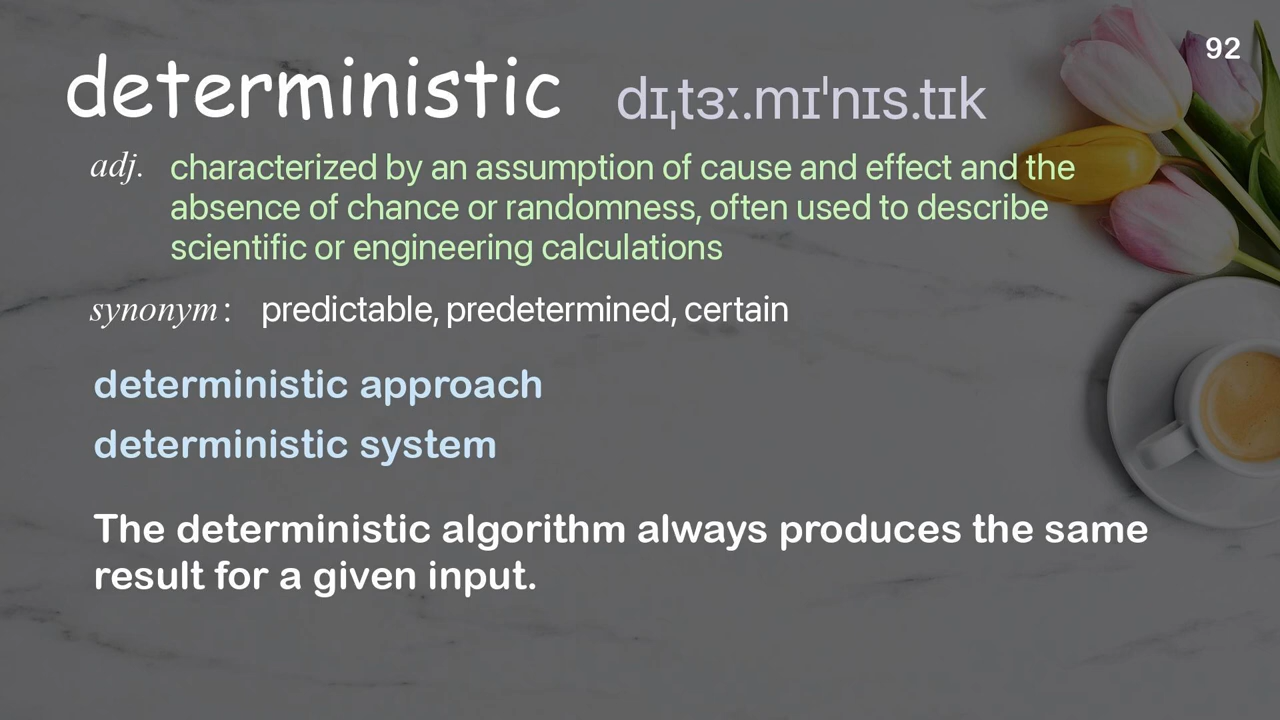 92
deterministic dɪˌtɜː.mɪˈnɪs.tɪk
adj. characterized by an assumption of cause and effect and the
absence of chance or randomness, often used to describe
scientific or engineering calculations
synonym: predictable, predetermined, certain
deterministic approach
deterministic system
The deterministic algorithm always produces the same
result for a given input.